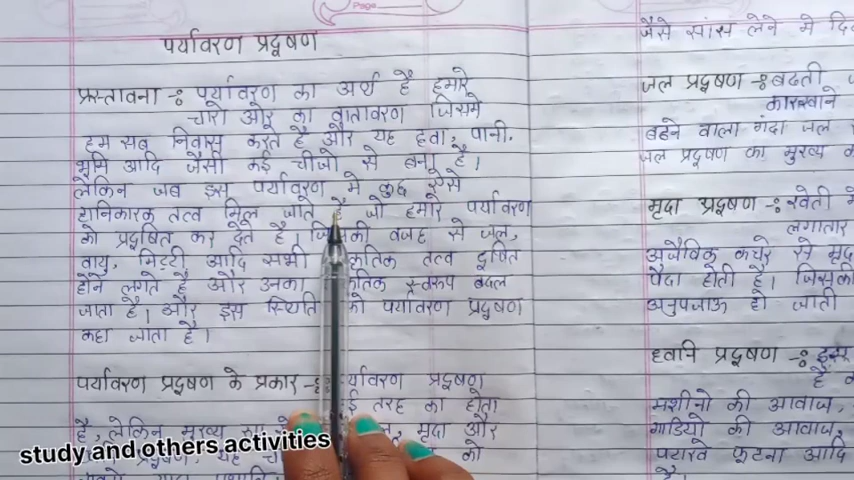 Page
पर्यावरण प्रदूषण
प्रस्तावना -: पर्यावरण का अर्थ है हमारे
चारो ओर का वातावरण जिसमे
हम सब निवास करते है और यह हवा, पानी,
भूमि आदि जैसी कई चीजो से बना है।
लेकिन जब इस पर्यावरण मे कुछ ऐसे
हानिकारक तत्व मिल जाते है जो हमारे पर्यावरण
को प्रदूषित कर देते है। की वजह से जल,
वायु, मिट्टी आदि सभी तत्व दूषित
होने लगते है और उनका स्वरूप बदल
जाता है। और इस स्थिति को पर्यावरण प्रदूषण
कहा जाता है।
पर्यावरण प्रदूषण के प्रकार -: पर्यावरण प्रदूषण
तरह का होता
है, लेकिन मुख्य मृदा और
को
जैसे सांस लेने मे
जल प्रदूषण -: बढती
कारखाने
बहने वाला गंदा जल
जल प्रदूषण का मुख्य
मृदा प्रदूषण -: खेती
लगातार
अजैविक कचरे से
पैदा होती है। जिसकी
अनुपजाऊ हो जाती
ध्वनि प्रदूषण -: इस
है
मशीनो की आवाज,
गाडियो की आवाज,
पटाखे फूटना आदि
है।
study and others activities